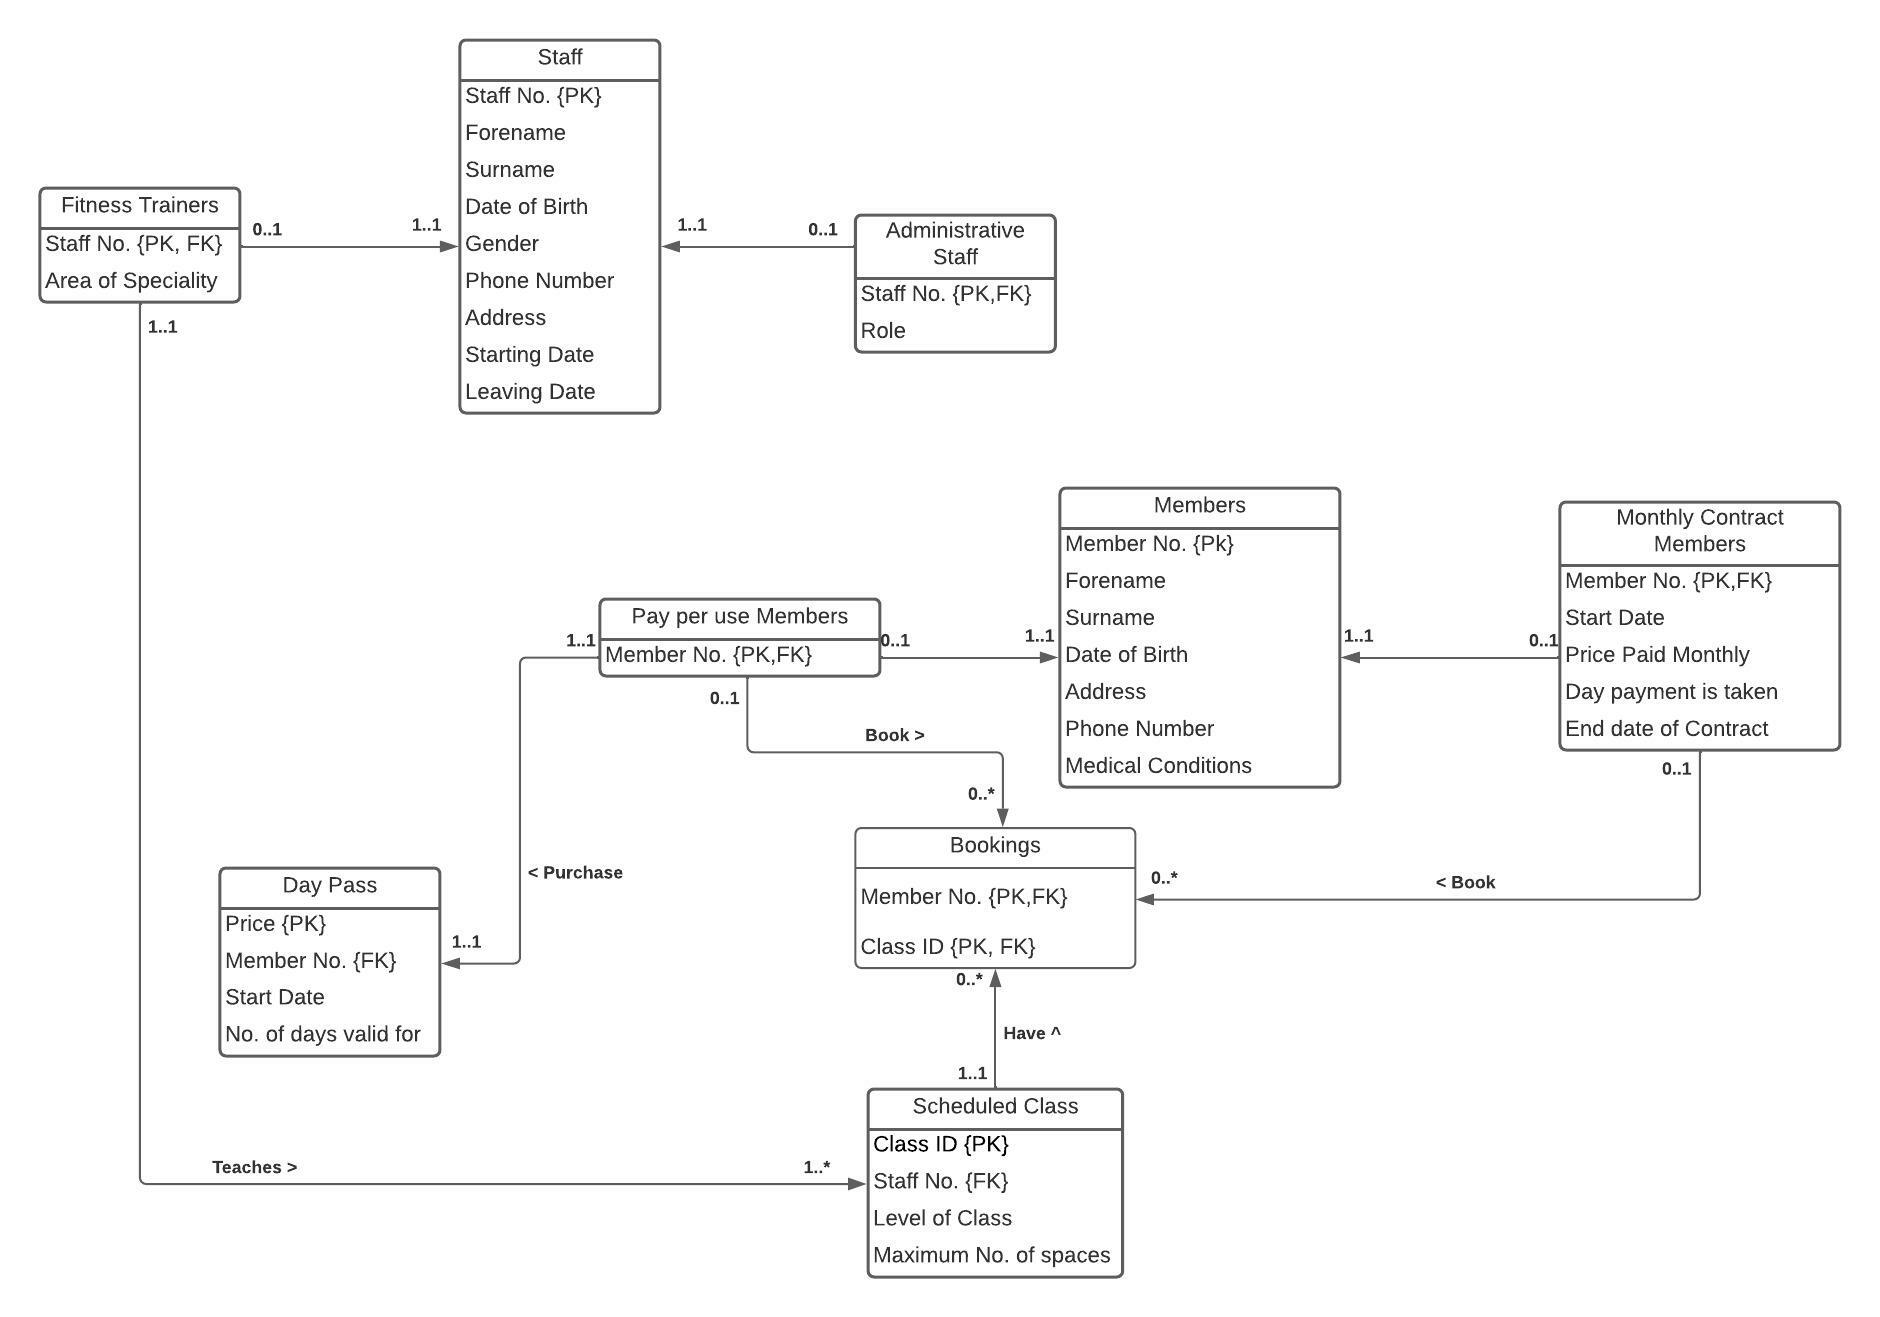 Staff
Staff No. {PK}
Forename
Surname
Date of Birth
Gender
Phone Number
Address
Starting Date
Leaving Date
Fitness Trainers
Staff No. {PK, FK}
Area of Speciality
0..1
1..1
1..1
0..1
Administrative
Staff
Staff No. {PK,FK}
Role
1..1
Members
Member No. {Pk}
Forename
Surname
Date of Birth
Address
Phone Number
Medical Conditions
Monthly Contract
Members
Member No. {PK,FK}
Start Date
Price Paid Monthly
Day payment is taken
End date of Contract
Pay per use Members
Member No. {PK,FK}
1..1
0..1
1..1
1..1
0..1
0..1
Book >
0..*
0..1
Bookings
Member No. {PK,FK}
Class ID {PK, FK}
0..*
< Book
< Purchase
Day Pass
Price {PK}
Member No. {FK}
Start Date
No. of days valid for
1..1
0..*
Have ^
1..1
Scheduled Class
Class ID {PK}
Staff No. {FK}
Level of Class
Maximum No. of spaces
Teaches >
1..*